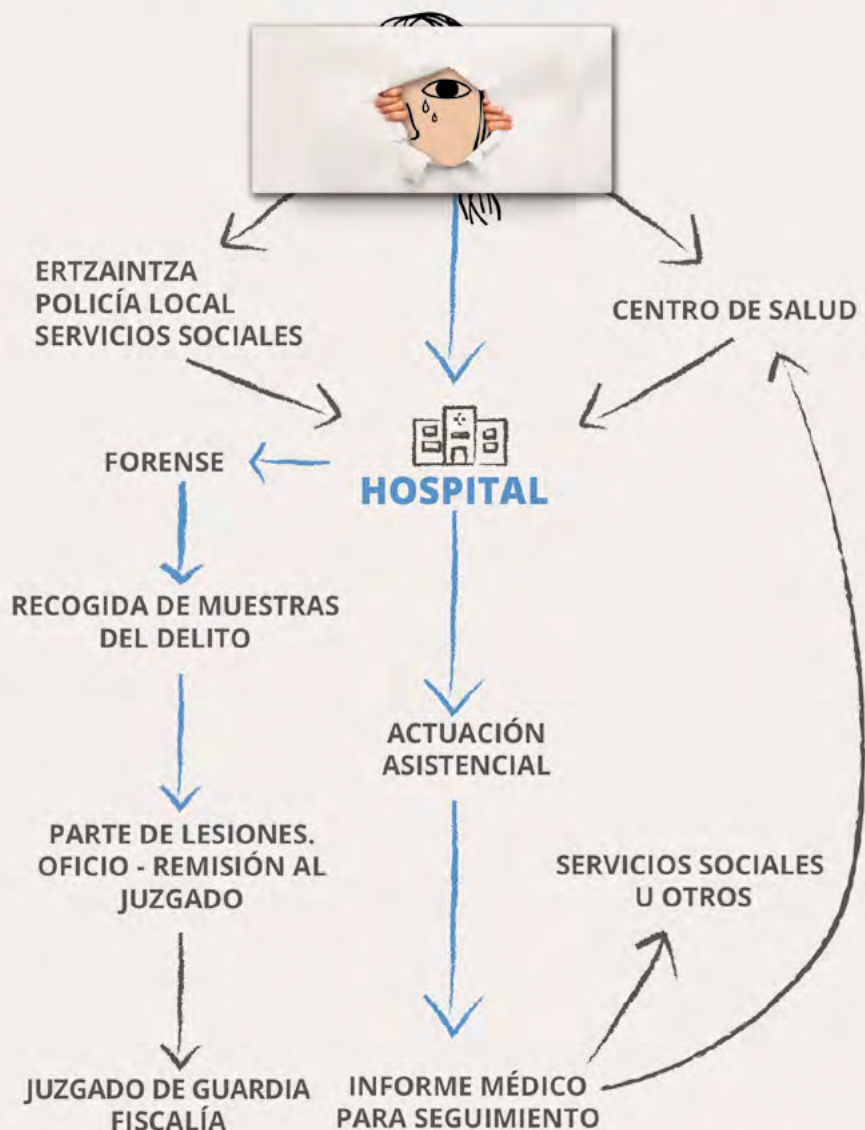 ERTZAINTZA
POLICÍA LOCAL
SERVICIOS SOCIALES
CENTRO DE SALUD
FORENSE
HOSPITAL
RECOGIDA DE MUESTRAS
DEL DELITO
ACTUACIÓN
ASISTENCIAL
PARTE DE LESIONES.
OFICIO - REMISIÓN AL
JUZGADO
SERVICIOS SOCIALES
U OTROS
JUZGADO DE GUARDIA
FISCALÍA
INFORME MÉDICO
PARA SEGUIMIENTO